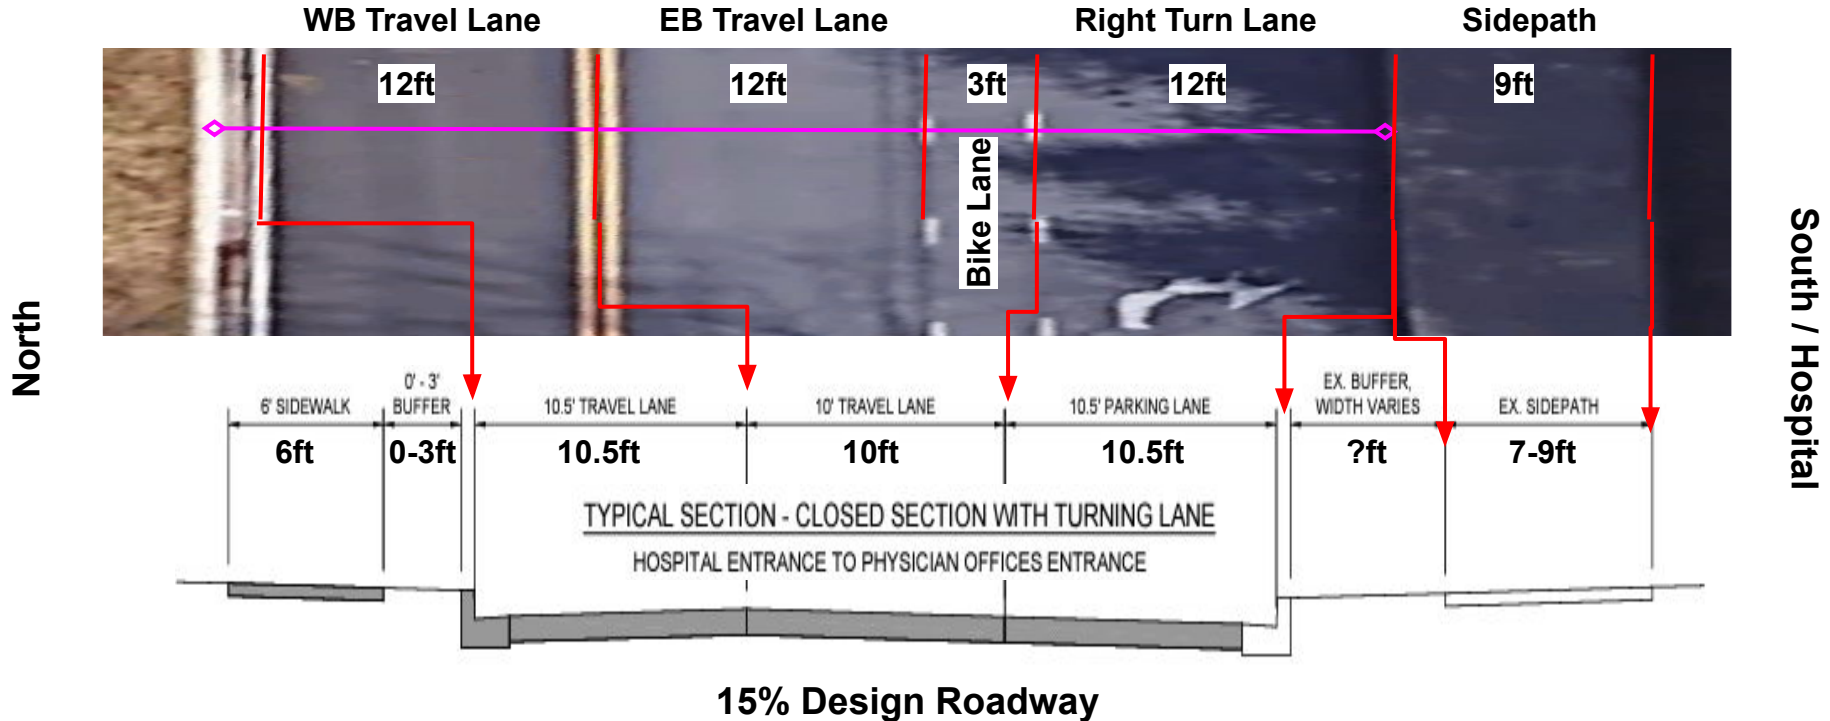 WB Travel Lane
EB Travel Lane
Right Turn Lane
Sidepath
12ft
12ft
3ft
12ft
9ft
Bike Lane
North
South / Hospital
6' SIDEWALK
0' - 3'
BUFFER
10.5' TRAVEL LANE
10' TRAVEL LANE
10.5' PARKING LANE
EX. BUFFER,
WIDTH VARIES
EX. SIDEPATH
6ft
0-3ft
10.5ft
10ft
10.5ft
?ft
7-9ft
TYPICAL SECTION - CLOSED SECTION WITH TURNING LANE
HOSPITAL ENTRANCE TO PHYSICIAN OFFICES ENTRANCE
15% Design Roadway